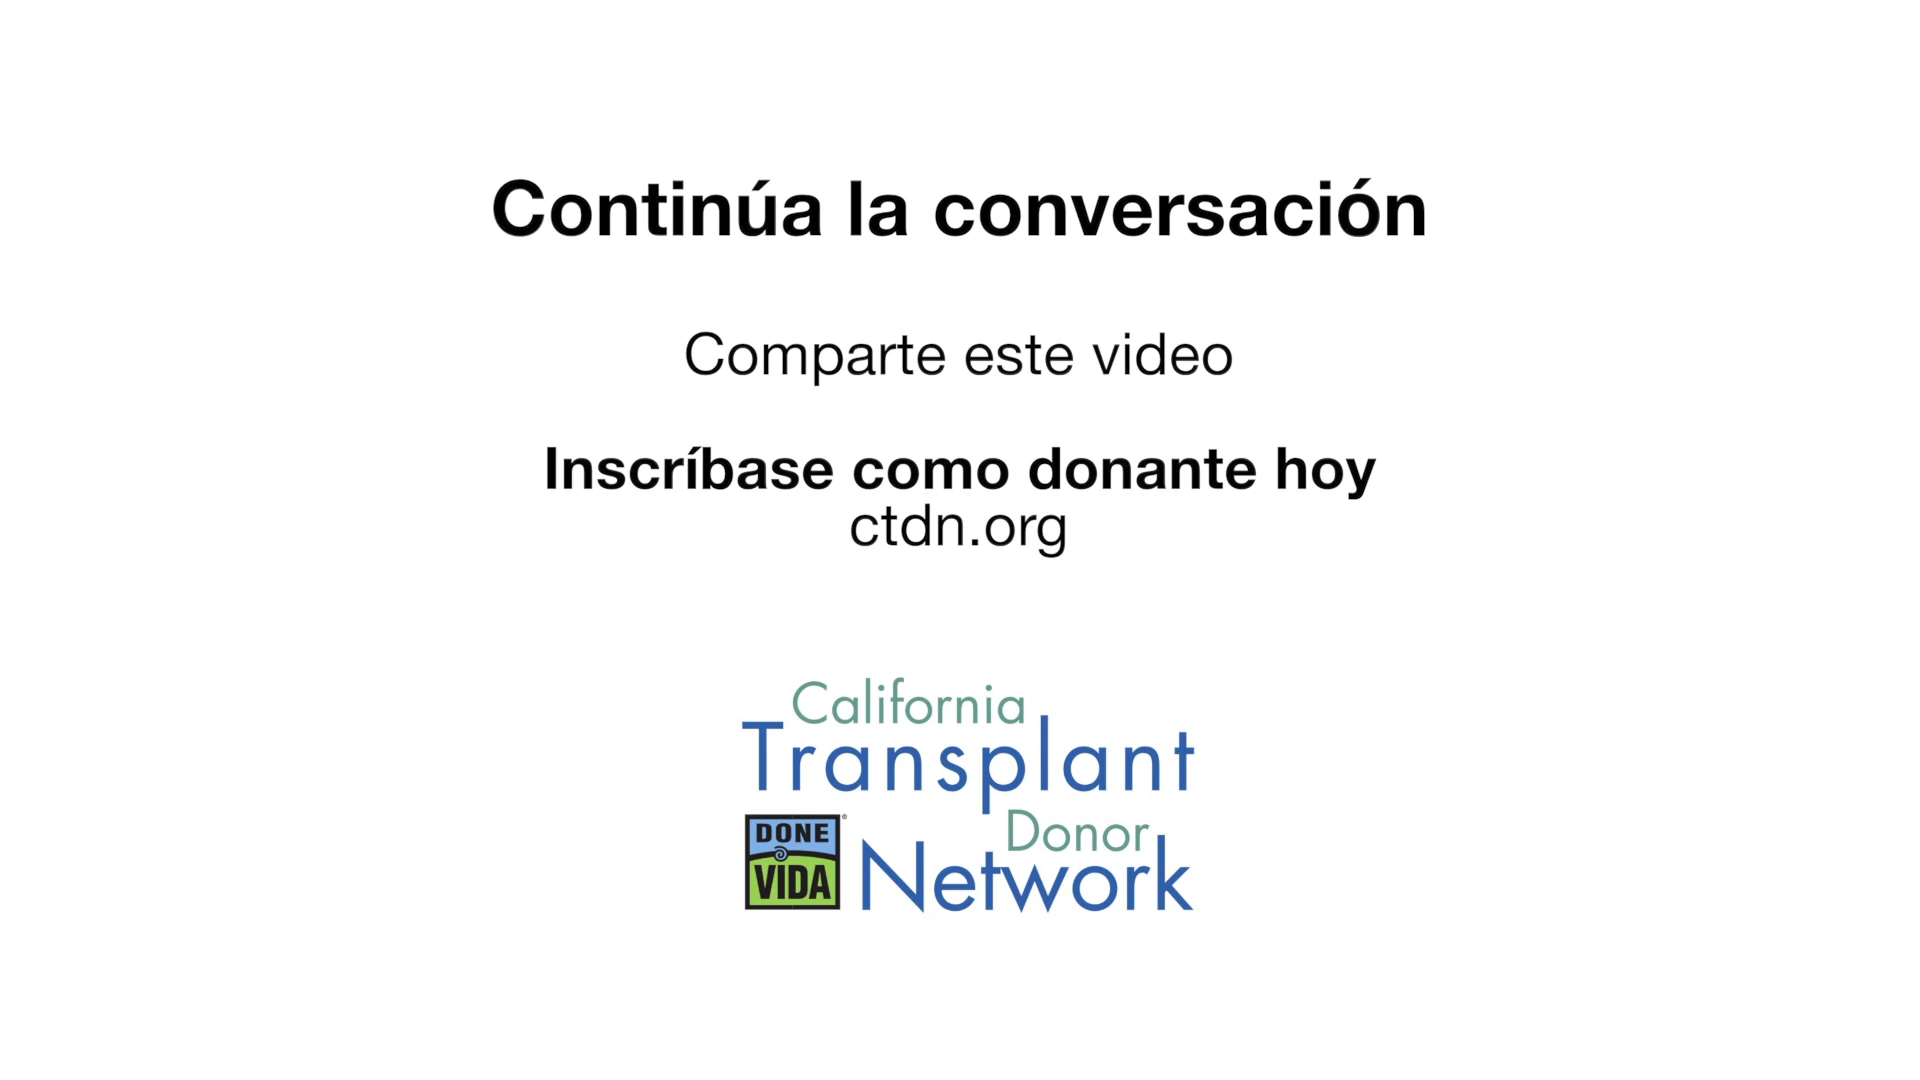 Continúa la conversación
Comparte este video
Inscríbase como donante hoy
ctdn.org
California
Transplant
Donor
Network
DONE
VIDA